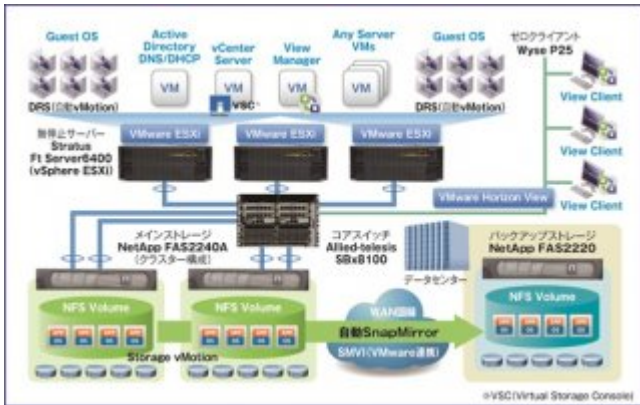 Guest OS
Active
Directory
DNS/DHCP
vCenter
Server
View
Manager
Any Server
VMs
Guest OS
ゼロクライアント
Wyse P25
VM
VM
VM
VM
VSC
DRS(自動vMotion)
DRS(自動vMotion)
View Client
無停止サーバー
Stratus
Ft Server6400
(vSphere ESXi)
VMware ESXi
VMware ESXi
VMware ESXi
View Client
VMware Horizon View
View Client
メインストレージ
NetApp FAS2240A
(クラスター構成)
コアスイッチ
Allied-telesis
SBx8100
データセンター
バックアップストレージ
NetApp FAS2220
NFS Volume
NFS Volume
NFS Volume
WAN回線
自動SnapMirror
SMVI(VMware連携)
Storage vMotion
※VSC(Virtual Storage Console)